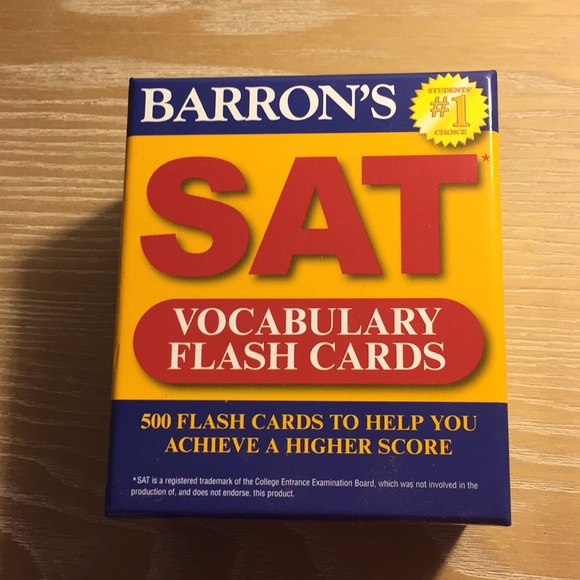 BARRON'S
STUDENTS'
#1
CHOICE
SAT*
VOCABULARY
FLASH CARDS
500 FLASH CARDS TO HELP YOU
ACHIEVE A HIGHER SCORE
*SAT is a registered trademark of the College Entrance Examination Board, which was not involved in the
production of, and does not endorse, this product.